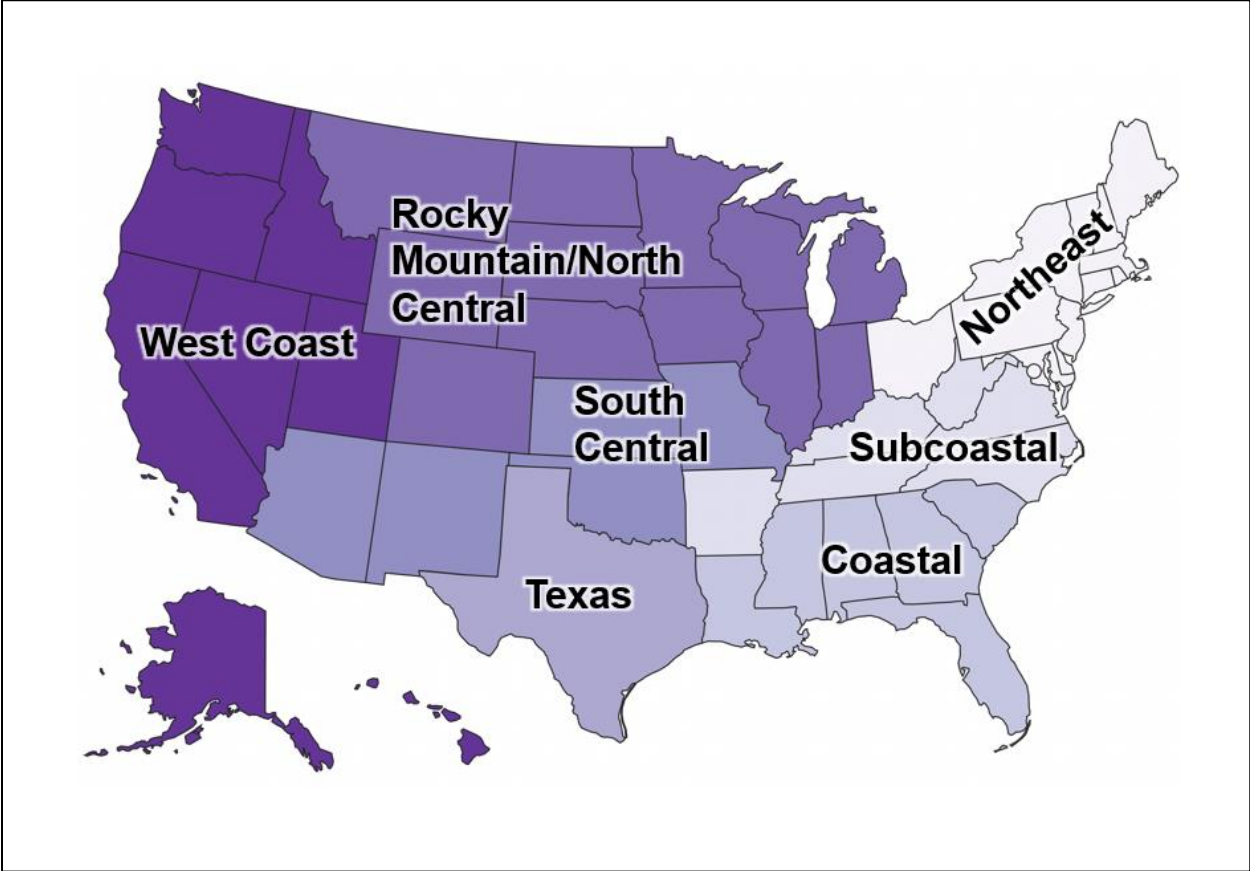 Rocky
Mountain/North
Central
Northeast
West Coast
South
Central
Subcoastal
Coastal
Texas